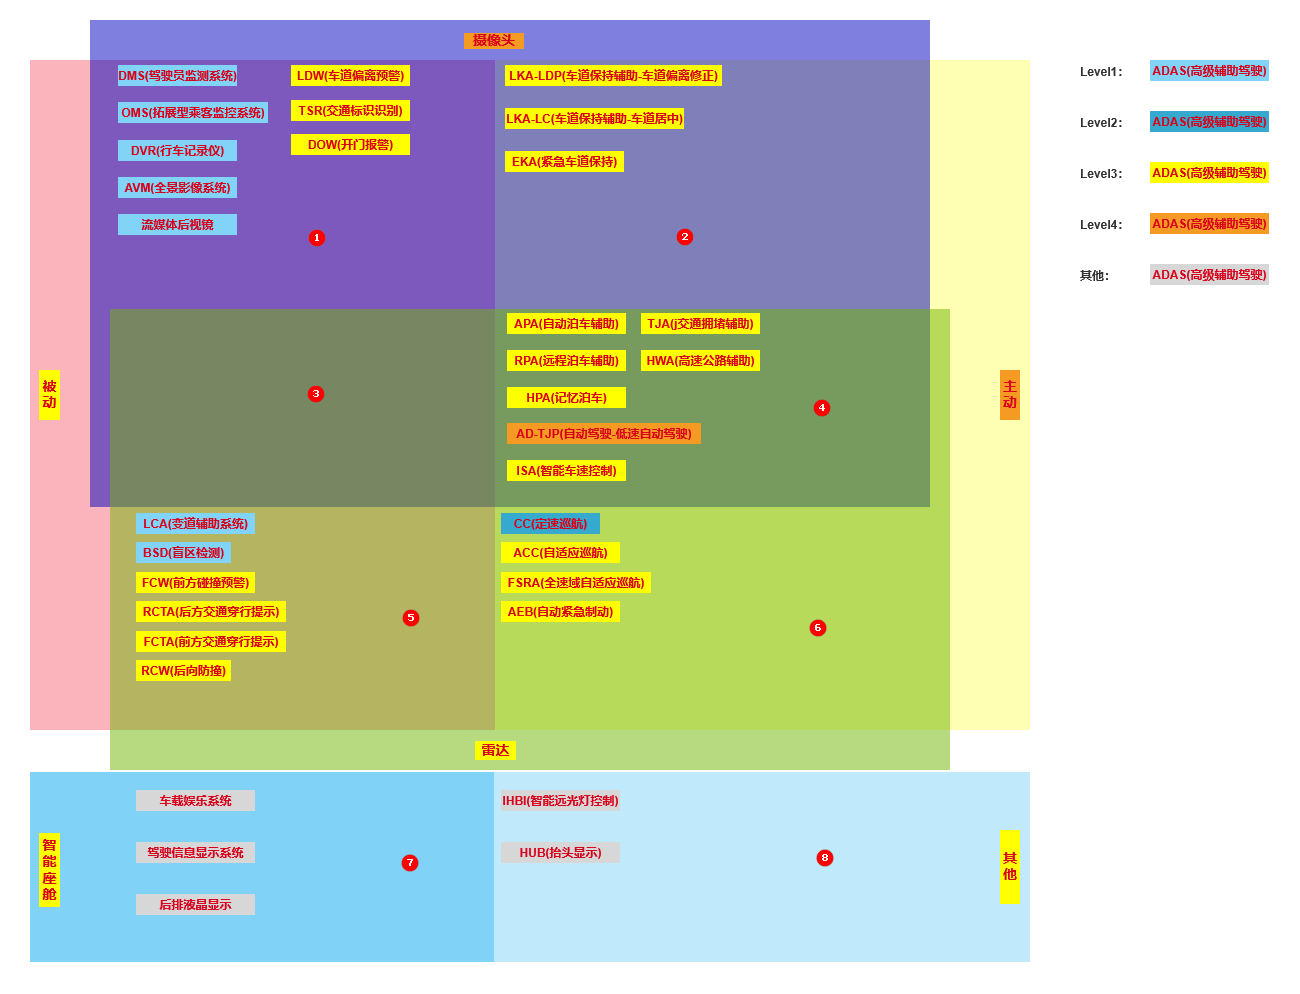 摄像头
DMS(驾驶员监测系统)
LDW(车道偏离预警)
LKA-LDP(车道保持辅助-车道偏离修正)
OMS(拓展型乘客监控系统)
TSR(交通标识识别)
LKA-LC(车道保持辅助-车道居中)
DVR(行车记录仪)
DOW(开门报警)
EKA(紧急车道保持)
AVM(全景影像系统)
流媒体后视镜
1
2
Level1:
ADAS(高级辅助驾驶)
Level2:
ADAS(高级辅助驾驶)
Level3:
ADAS(高级辅助驾驶)
Level4:
ADAS(高级辅助驾驶)
其他:
ADAS(高级辅助驾驶)
被动
3
APA(自动泊车辅助)
TJA(j交通拥堵辅助)
RPA(远程泊车辅助)
HWA(高速公路辅助)
HPA(记忆泊车)
4
AD-TJP(自动驾驶-低速自动驾驶)
ISA(智能车速控制)
主动
LCA(变道辅助系统)
BSD(盲区检测)
FCW(前方碰撞预警)
RCTA(后方交通穿行提示)
FCTA(前方交通穿行提示)
RCW(后向防撞)
5
CC(定速巡航)
ACC(自适应巡航)
FSRA(全速域自适应巡航)
AEB(自动紧急制动)
6
雷达
智能座舱
车载娱乐系统
驾驶信息显示系统
后排液晶显示
7
IHBI(智能远光灯控制)
HUB(抬头显示)
8
其他